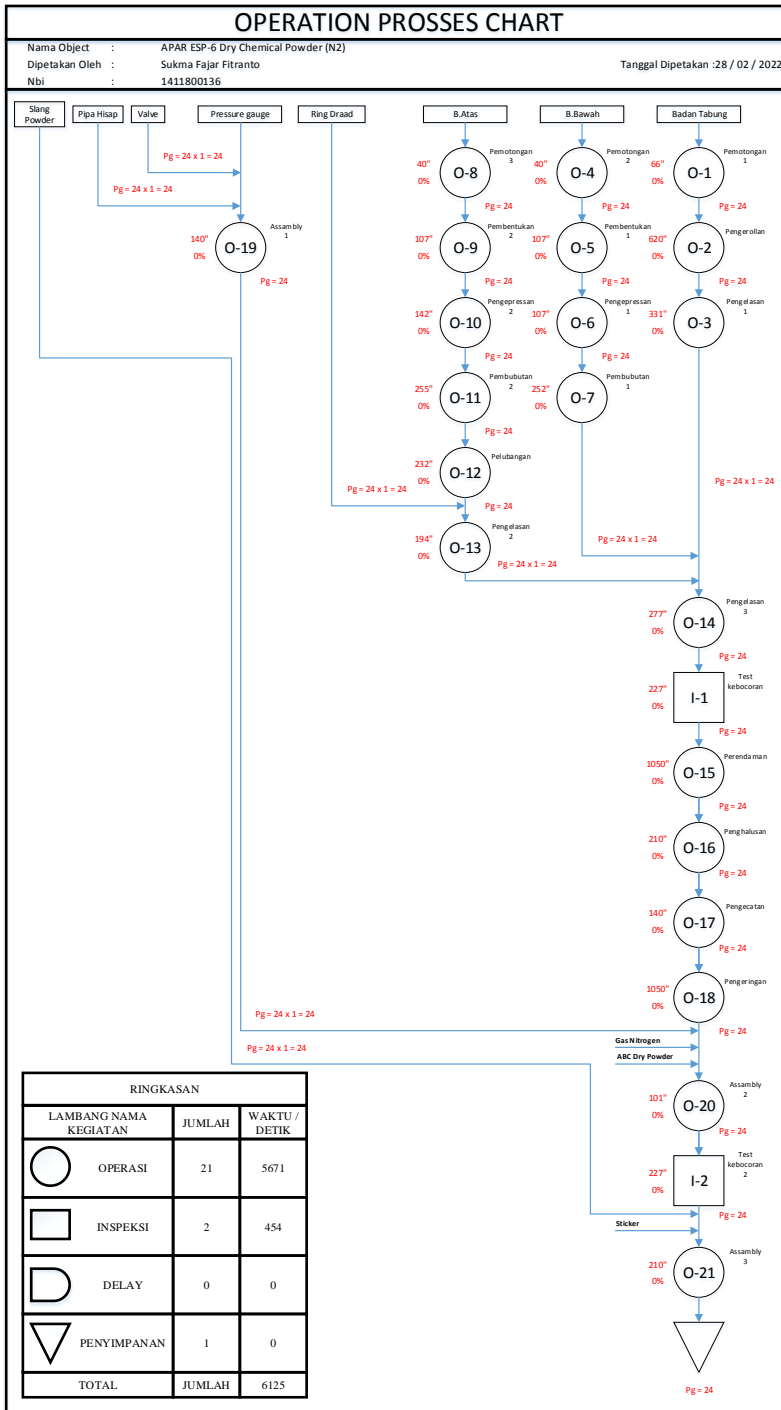 OPERATION PROSSES CHART
Nama Object : APAR ESP-6 Dry Chemical Powder (N2)
Dipetakan Oleh : Sukma Fajar Fitranto
Tanggal Dipetakan :28 / 02 / 2022
Nbi : 1411800136
Slang
Powder
Pipa Hisap
Valve
Pressure gauge
Ring Draad
B.Atas
B.Bawah
Badan Tabung
Pg = 24 x 1 = 24
Pg = 24 x 1 = 24
140"
0%
O-19
Assambly
1
Pg = 24
40"
0%
O-8
Pemotongan
3
Pg = 24
107"
0%
O-9
Pembentukan
2
Pg = 24
142"
0%
O-10
Pengepressan
2
Pg = 24
255"
0%
O-11
Pembubutan
2
Pg = 24
232"
0%
O-12
Pelubangan
Pg = 24 x 1 = 24
Pg = 24
194"
0%
O-13
Pengelasan
2
Pg = 24 x 1 = 24
40"
0%
O-4
Pemotongan
2
Pg = 24
107"
0%
O-5
Pembentukan
1
Pg = 24
107"
0%
O-6
Pengepressan
1
Pg = 24
252"
0%
O-7
Pembubutan
1
Pg = 24 x 1 = 24
66"
0%
O-1
Pemotongan
1
Pg = 24
620"
0%
O-2
Pengerollan
Pg = 24
331"
0%
O-3
Pengelasan
1
Pg = 24 x 1 = 24
277"
0%
O-14
Pengelasan
3
Pg = 24
227"
0%
I-1
Test
kebocoran
Pg = 24
1050"
0%
O-15
Perendaman
Pg = 24
210"
0%
O-16
Penghalusan
Pg = 24
140"
0%
O-17
Pengecatan
Pg = 24
1050"
0%
O-18
Pengeringan
Pg = 24
Pg = 24 x 1 = 24
Gas Nitrogen
ABC Dry Powder
101"
0%
O-20
Assambly
2
Pg = 24
Pg = 24 x 1 = 24
227"
0%
I-2
Test
kebocoran
2
Pg = 24
Sticker
210"
0%
O-21
Assambly
3
Pg = 24
RINGKASAN
LAMBANG NAMA
KEGIATAN
JUMLAH
WAKTU /
DETIK
OPERASI 21 5671
INSPEKSI 2 454
DELAY 0 0
PENYIMPANAN 1 0
TOTAL JUMLAH 6125